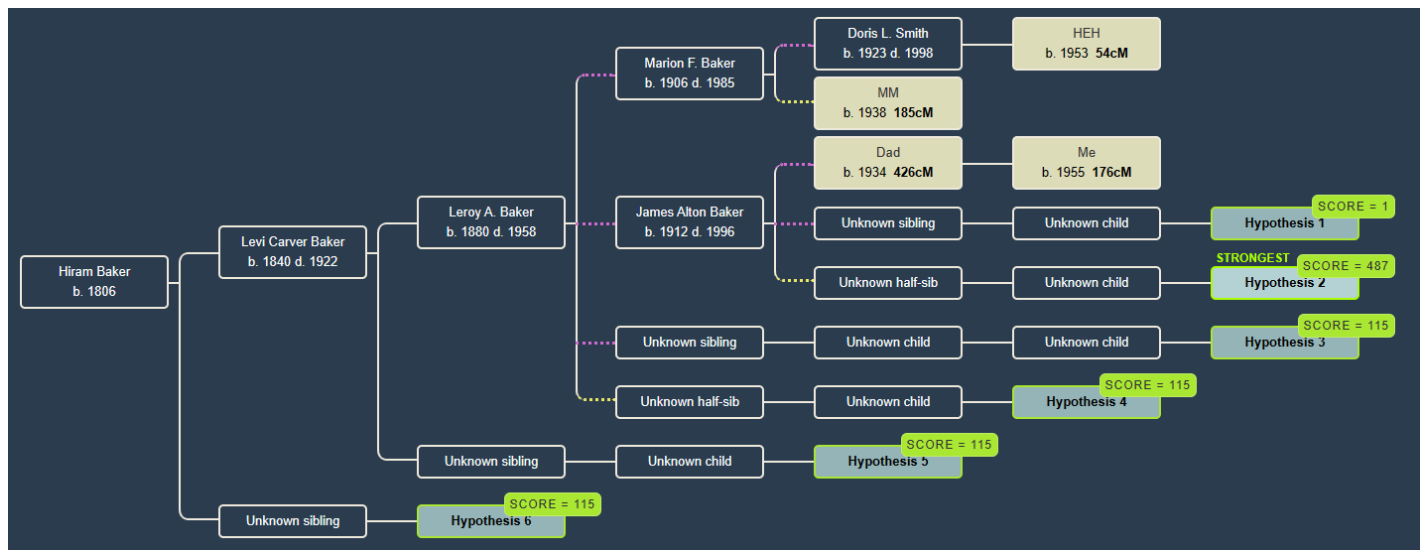 Doris L. Smith
b. 1923 d. 1998
HEH
b. 1953 54cM
Marion F. Baker
b. 1906 d. 1985
MM
b. 1938 185cM
Dad
b. 1934 426cM
Me
b. 1955 176cM
Leroy A. Baker
b. 1880 d. 1958
James Alton Baker
b. 1912 d. 1996
Unknown sibling
Unknown child
SCORE = 1
Hypothesis 1
Levi Carver Baker
b. 1840 d. 1922
Hiram Baker
b. 1806
Unknown half-sib
Unknown child
STRONGEST
SCORE = 487
Hypothesis 2
Unknown sibling
Unknown child
Unknown child
SCORE = 115
Hypothesis 3
Unknown half-sib
Unknown child
SCORE = 115
Hypothesis 4
Unknown sibling
Unknown child
SCORE = 115
Hypothesis 5
Unknown sibling
SCORE = 115
Hypothesis 6